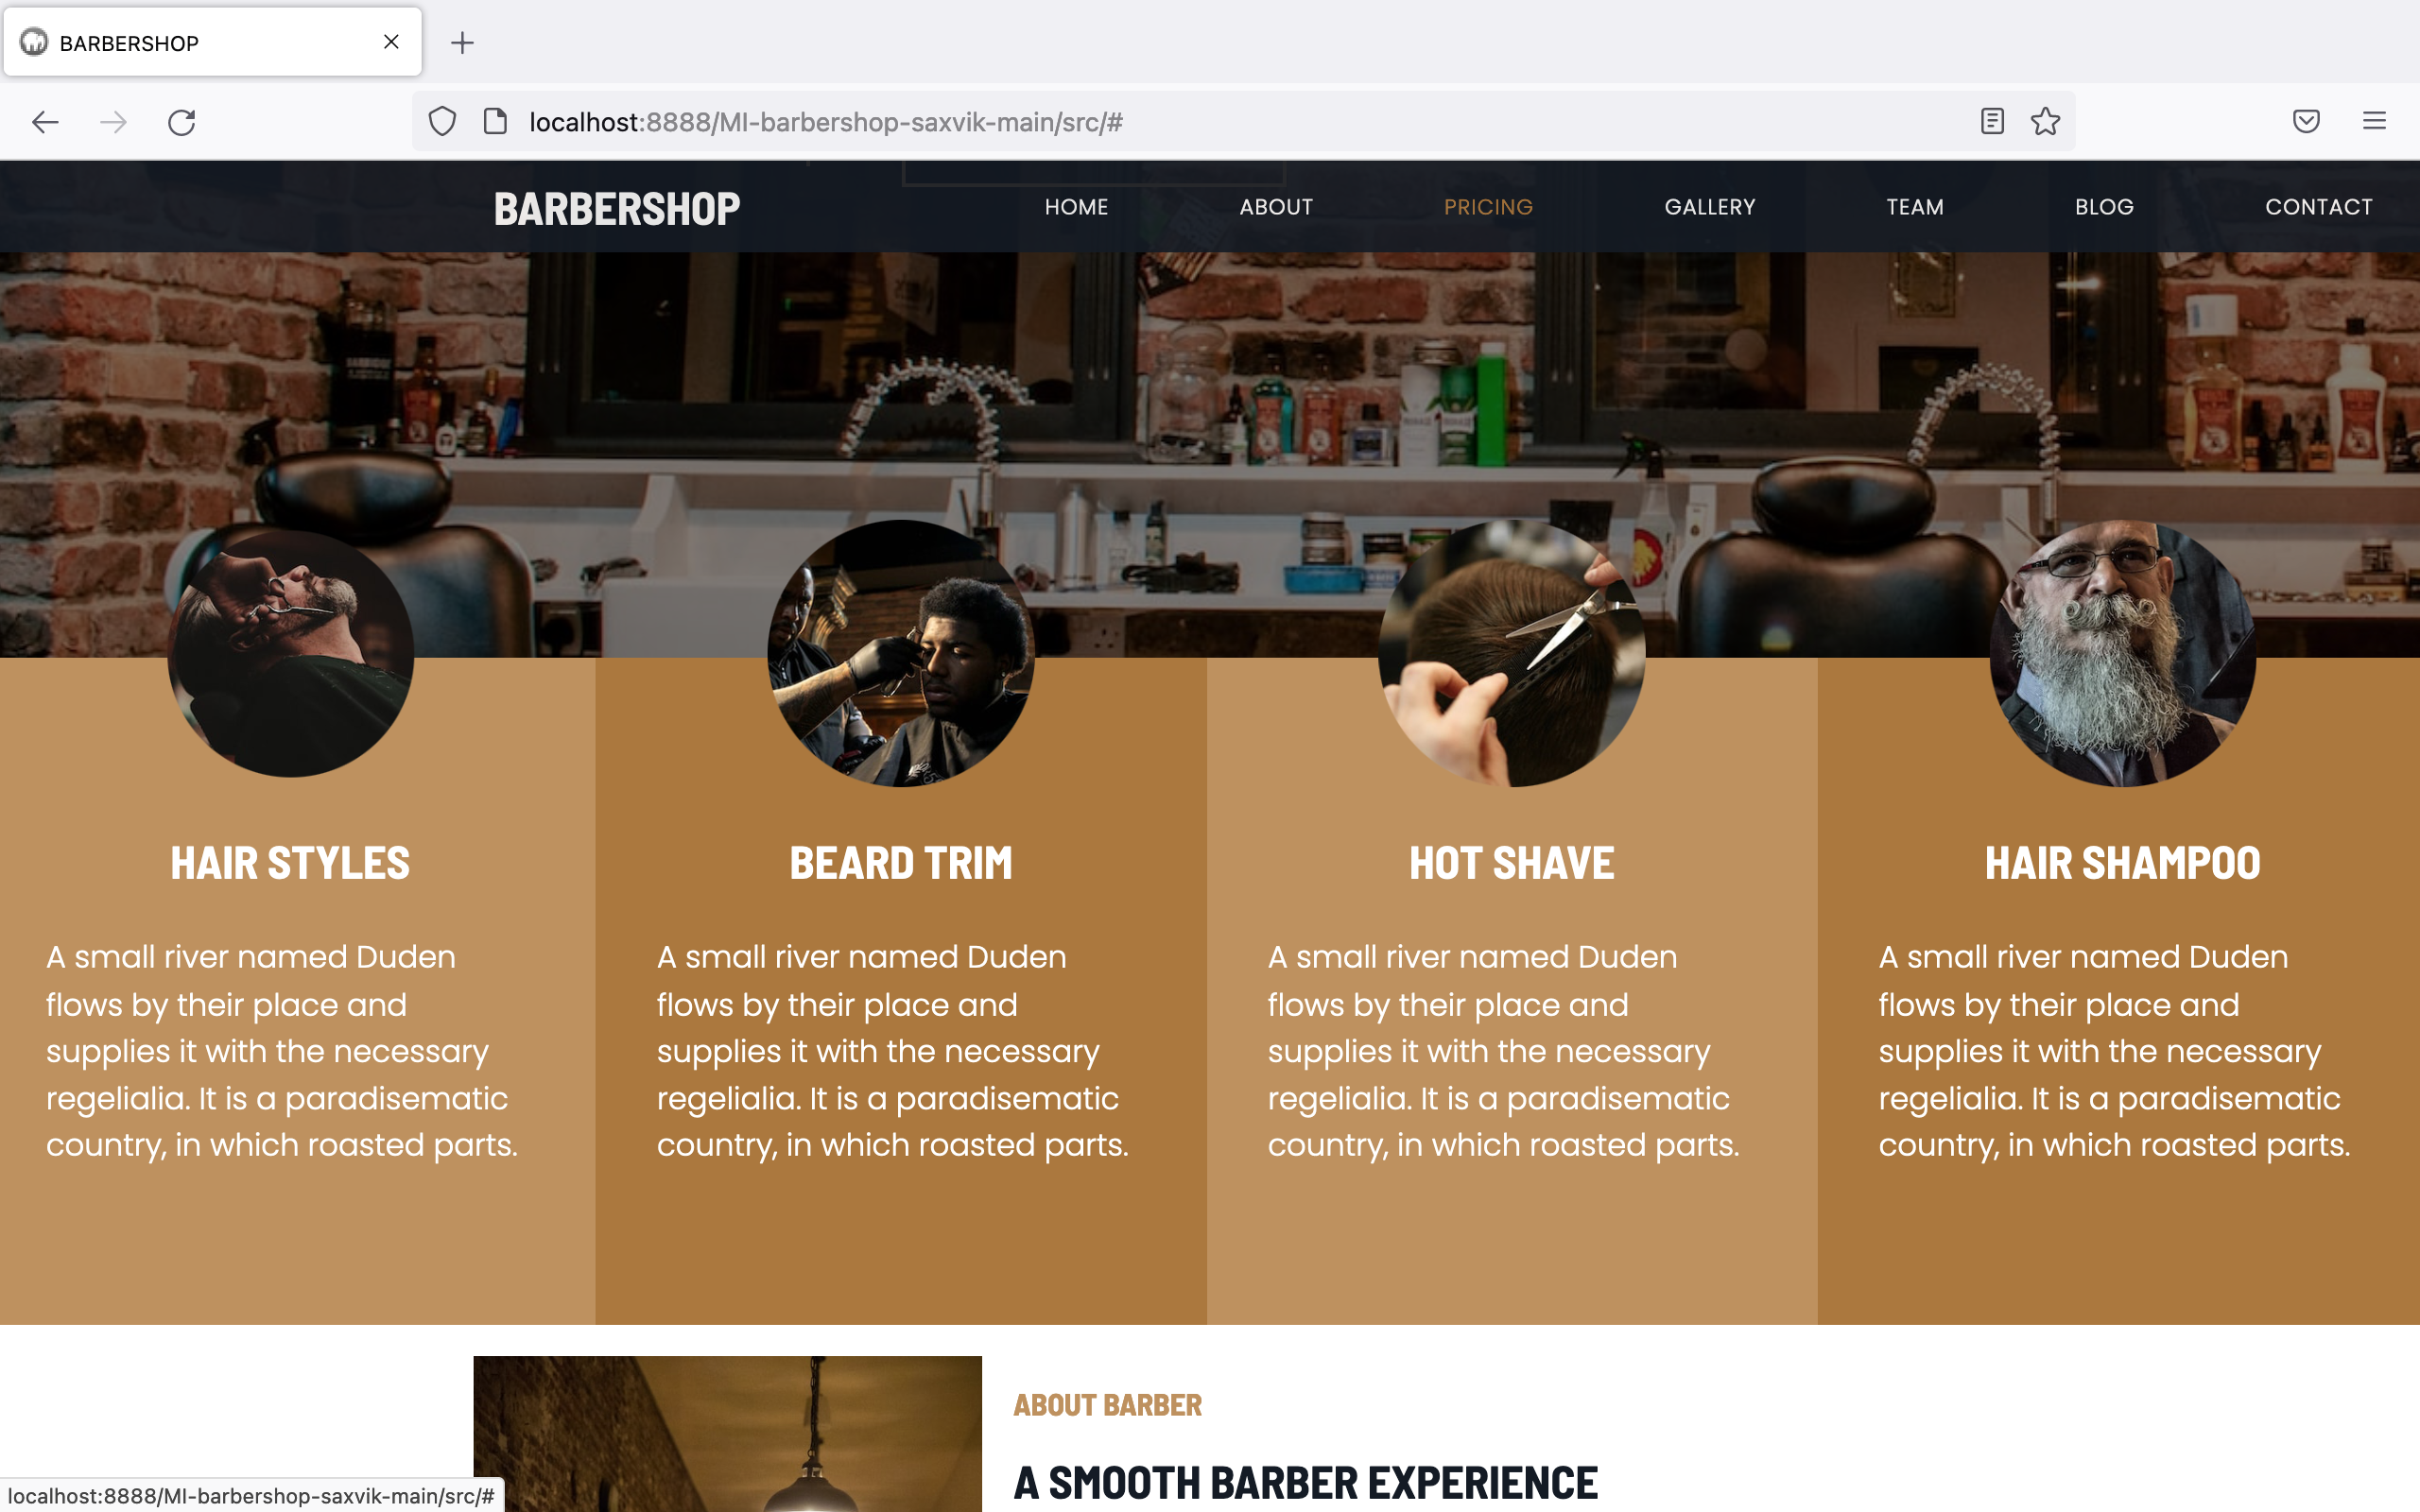 BARBERSHOP
localhost:8888/MI-barbershop-saxvik-main/src/#
BARBERSHOP
HOME
ABOUT
PRICING
GALLERY
TEAM
BLOG
CONTACT
HAIR STYLES
A small river named Duden
flows by their place and
supplies it with the necessary
regelialia. It is a paradisematic
country, in which roasted parts.
BEARD TRIM
A small river named Duden
flows by their place and
supplies it with the necessary
regelialia. It is a paradisematic
country, in which roasted parts.
HOT SHAVE
A small river named Duden
flows by their place and
supplies it with the necessary
regelialia. It is a paradisematic
country, in which roasted parts.
HAIR SHAMPOO
A small river named Duden
flows by their place and
supplies it with the necessary
regelialia. It is a paradisematic
country, in which roasted parts.
ABOUT BARBER
A SMOOTH BARBER EXPERIENCE
localhost:8888/MI-barbershop-saxvik-main/src/#